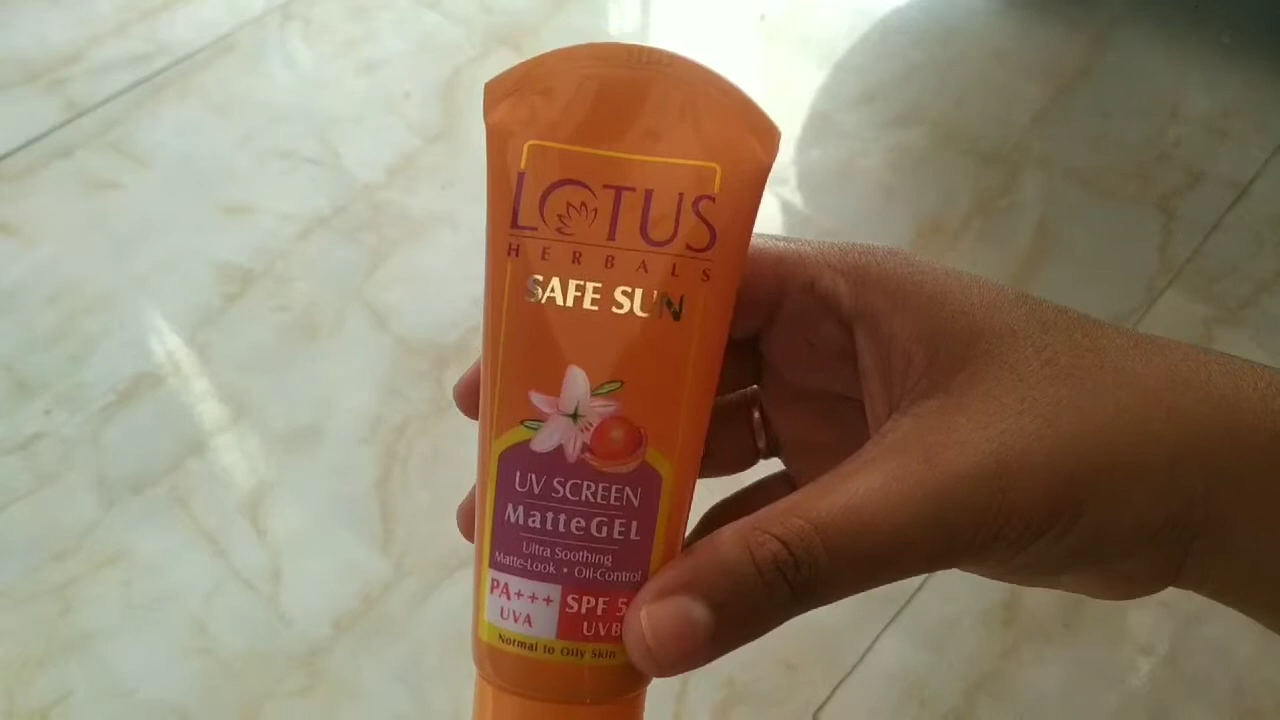 LOTUS
HERBALS
SAFE SUN
UV SCREEN
MatteGEL
Ultra Soothing
Matte-Look • Oil-Control
PA+++
UVA
SPF 5
UVB
Normal to Oily Skin